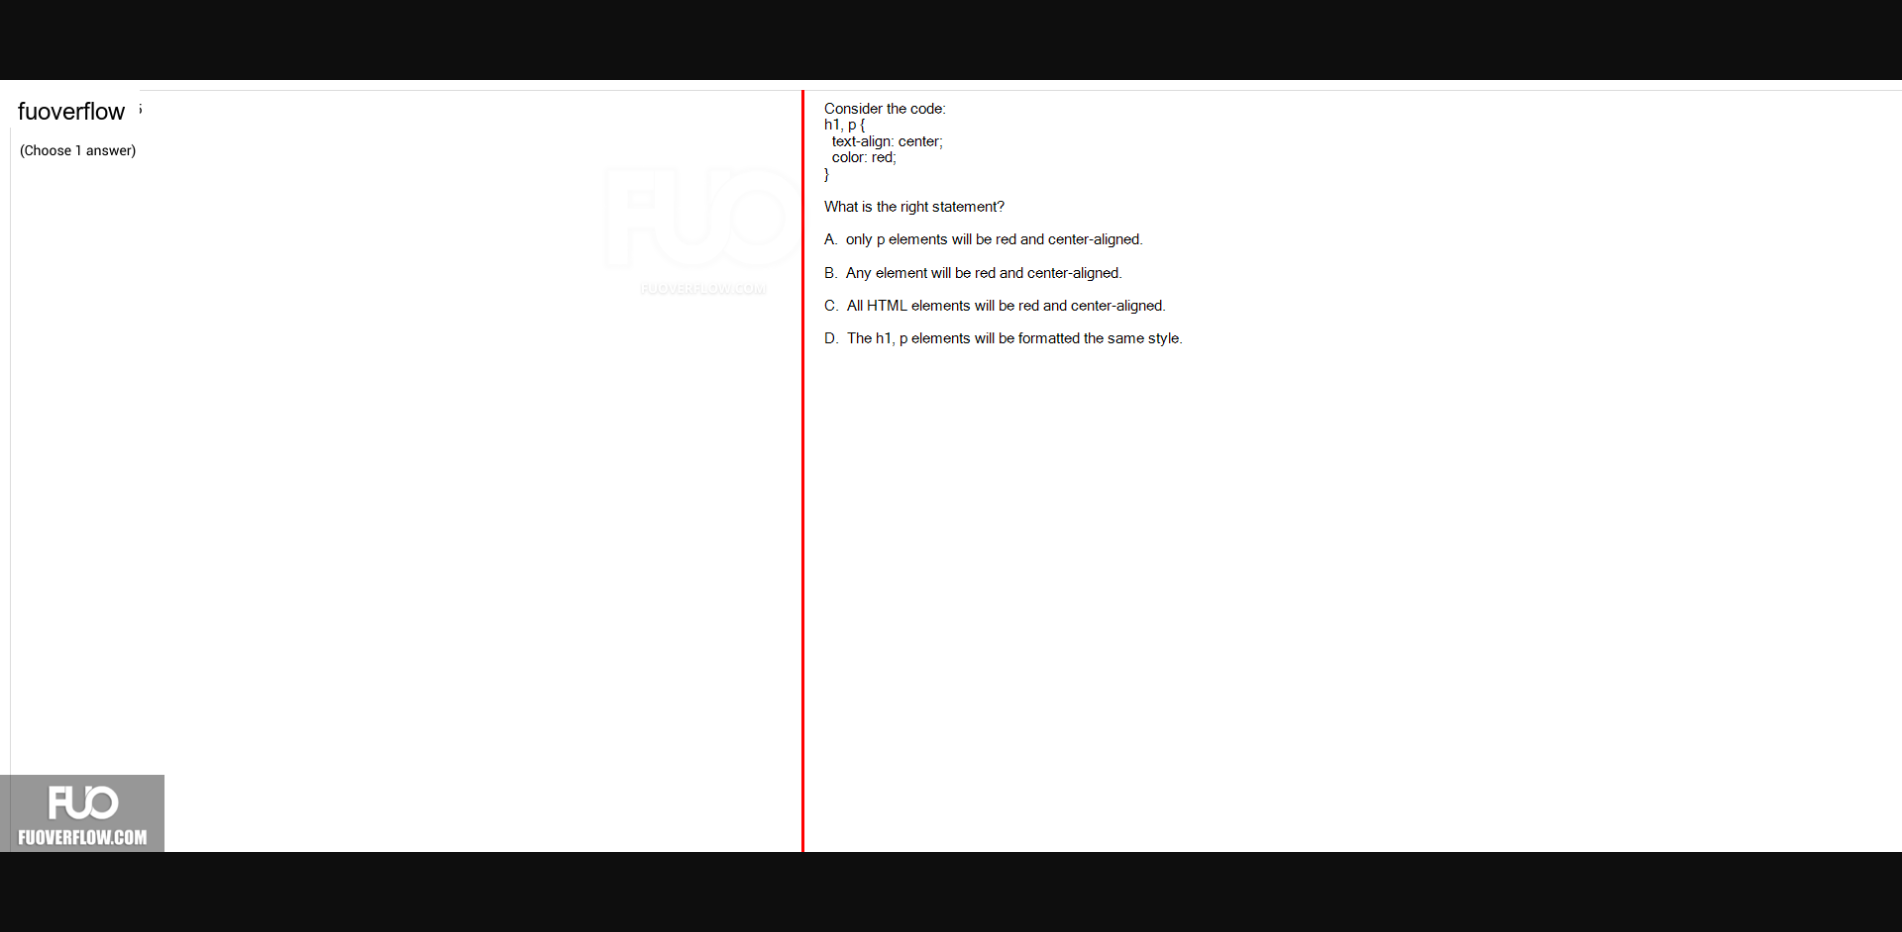 fuoverflow
(Choose 1 answer)
FUO
FUOVERFLOW.COM
Consider the code:
h1, p {
text-align: center;
color: red;
}
What is the right statement?
A. only p elements will be red and center-aligned.
B. Any element will be red and center-aligned.
C. All HTML elements will be red and center-aligned.
D. The h1, p elements will be formatted the same style.
FUO
FUOVERFLOW.COM